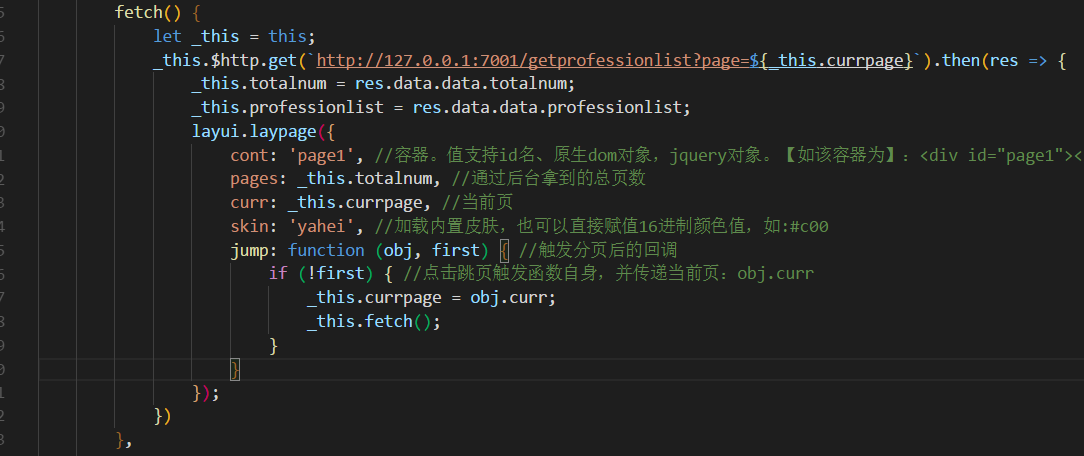 fetch() {
let _this = this;
_this.$http.get(`http://127.0.0.1:7001/getprofessionlist?page=${_this.currpage}`).then(res => {
_this.totalnum = res.data.data.totalnum;
_this.professionlist = res.data.data.professionlist;
layui.laypage({
cont: 'page1', //容器。值支持id名、原生dom对象，jquery对象。【如该容器为】：<div id="page1"><
pages: _this.totalnum, //通过后台拿到的总页数
curr: _this.currpage, //当前页
skin: 'yahei', //加载内置皮肤，也可以直接赋值16进制颜色值，如:#c00
jump: function (obj, first) { //触发分页后的回调
if (!first) { //点击跳页触发函数自身，并传递当前页：obj.curr
_this.currpage = obj.curr;
_this.fetch();
}
}
});
})
},